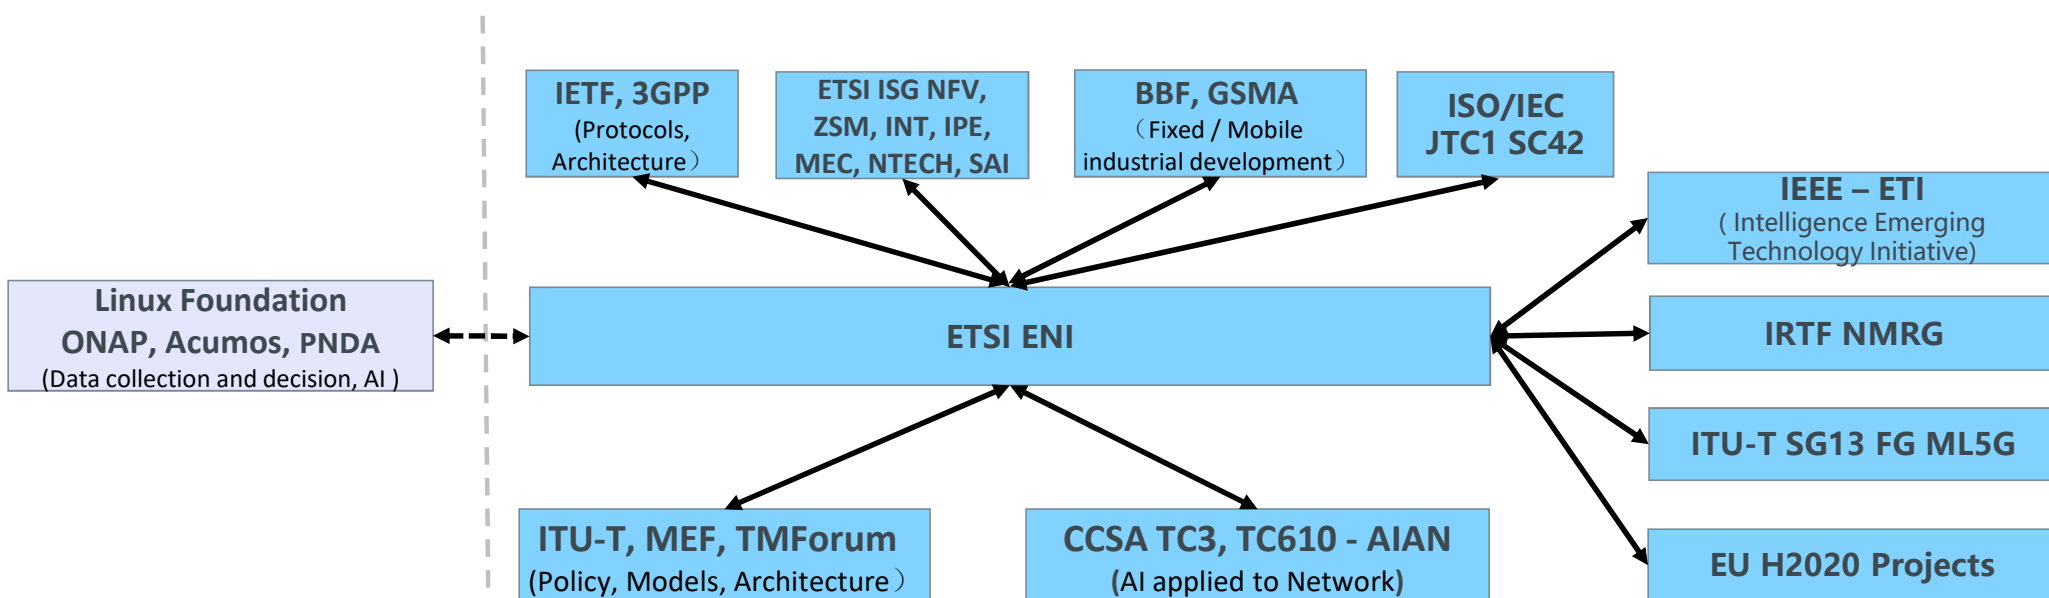 IETF, 3GPP
(Protocols,
Architecture）
ETSI ISG NFV,
ZSM, INT, IPE,
MEC, NTECH, SAI
BBF, GSMA
（Fixed / Mobile
industrial development）
ISO/IEC
JTC1 SC42
IEEE – ETI
( Intelligence Emerging
Technology Initiative)
Linux Foundation
ONAP, Acumos, PNDA
(Data collection and decision, AI )
ETSI ENI
IRTF NMRG
ITU-T SG13 FG ML5G
ITU-T, MEF, TMForum
(Policy, Models, Architecture）
CCSA TC3, TC610 - AIAN
(AI applied to Network)
EU H2020 Projects